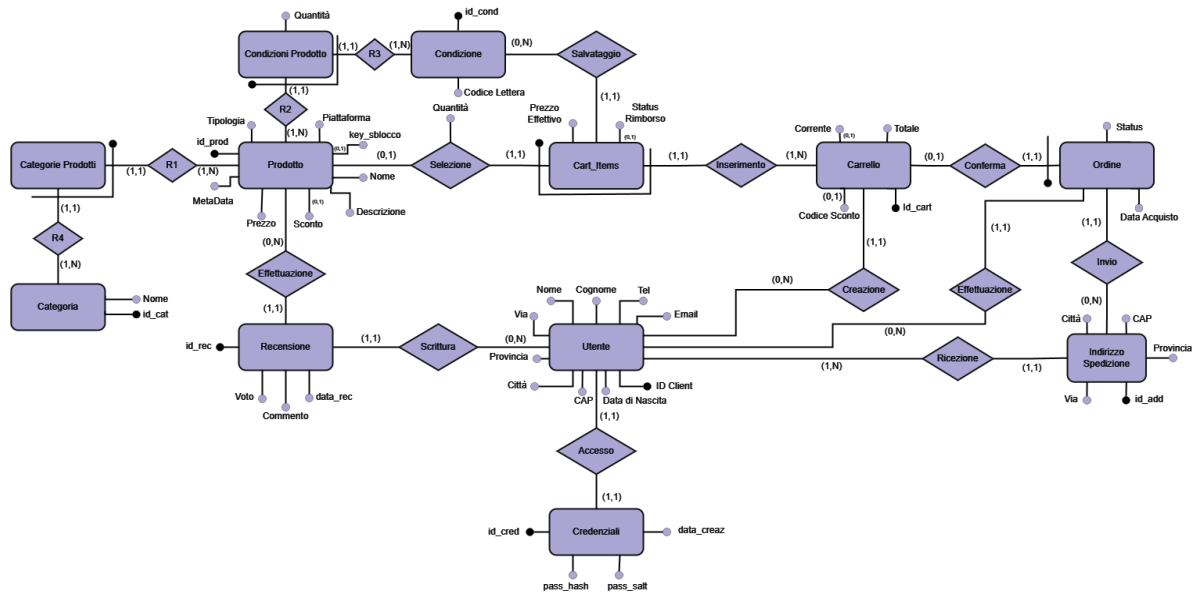 Quantità
id_cond
Condizioni Prodotto
(1,1)
R3
(1,N)
Condizione
(0,N)
Salvataggio
(1,1)
Codice Lettera
R2
(1,N)
(1,1)
Tipologia
Piattaforma
id_prod
key_sblocco
(0,1)
Quantità
Prezzo
Effettivo
Status
Rimborso
(0,1)
Corrente
(0,1)
Totale
Status
Categorie Prodotti
(1,1)
R1
(1,N)
Prodotto
(0,1)
Selezione
(1,1)
Cart_Items
(1,1)
Inserimento
(1,N)
Carrello
(0,1)
Conferma
(1,1)
Ordine
MetaData
Nome
Descrizione
Prezzo
Sconto
(0,1)
(0,1)
Codice Sconto
Id_cart
Data Acquisto
(1,1)
R4
(1,N)
(0,N)
Effettuazione
(1,1)
(1,1)
Creazione
(0,N)
(1,1)
Effettuazione
(0,N)
(1,1)
Invio
(0,N)
Categoria
Nome
id_cat
Nome
Cognome
Tel
Via
Email
Città
CAP
id_rec
Recensione
(1,1)
Scrittura
(0,N)
Utente
Provincia
(1,N)
Ricezione
(1,1)
Indirizzo
Spedizione
Provincia
Voto
Commento
data_rec
Città
CAP
Data di Nascita
ID Client
Via
id_add
(1,1)
Accesso
(1,1)
id_cred
Credenziali
data_creaz
pass_hash
pass_salt